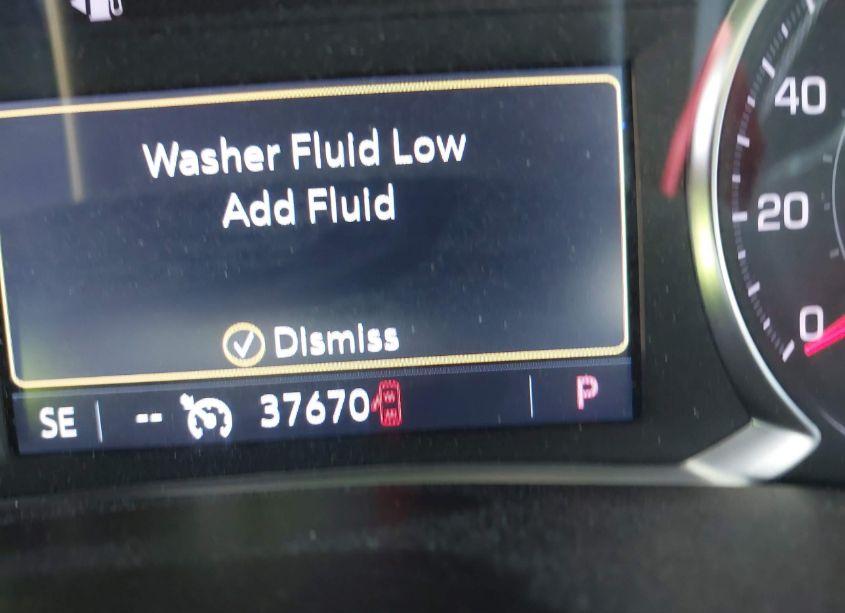 Washer Fluid Low
Add Fluid
Dismiss
SE -- 37670 P
40
20
0